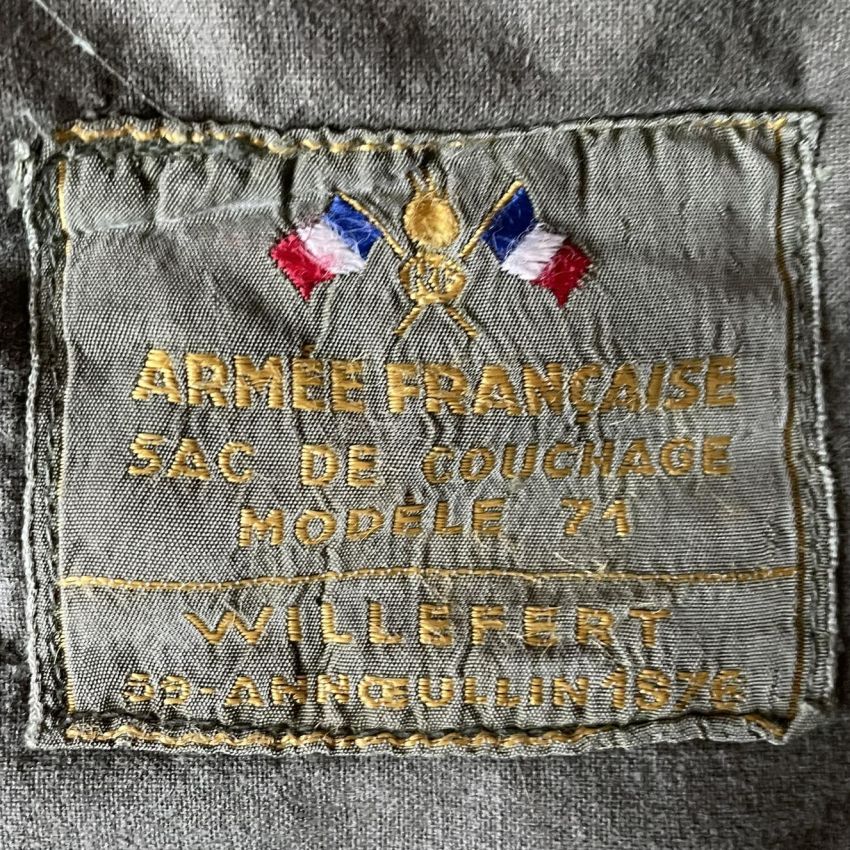 ARMÉE FRANÇAISE
SAC DE COUCHAGE
MODÈLE 71
WILLEFERT
59-ANNŒULLIN 1976